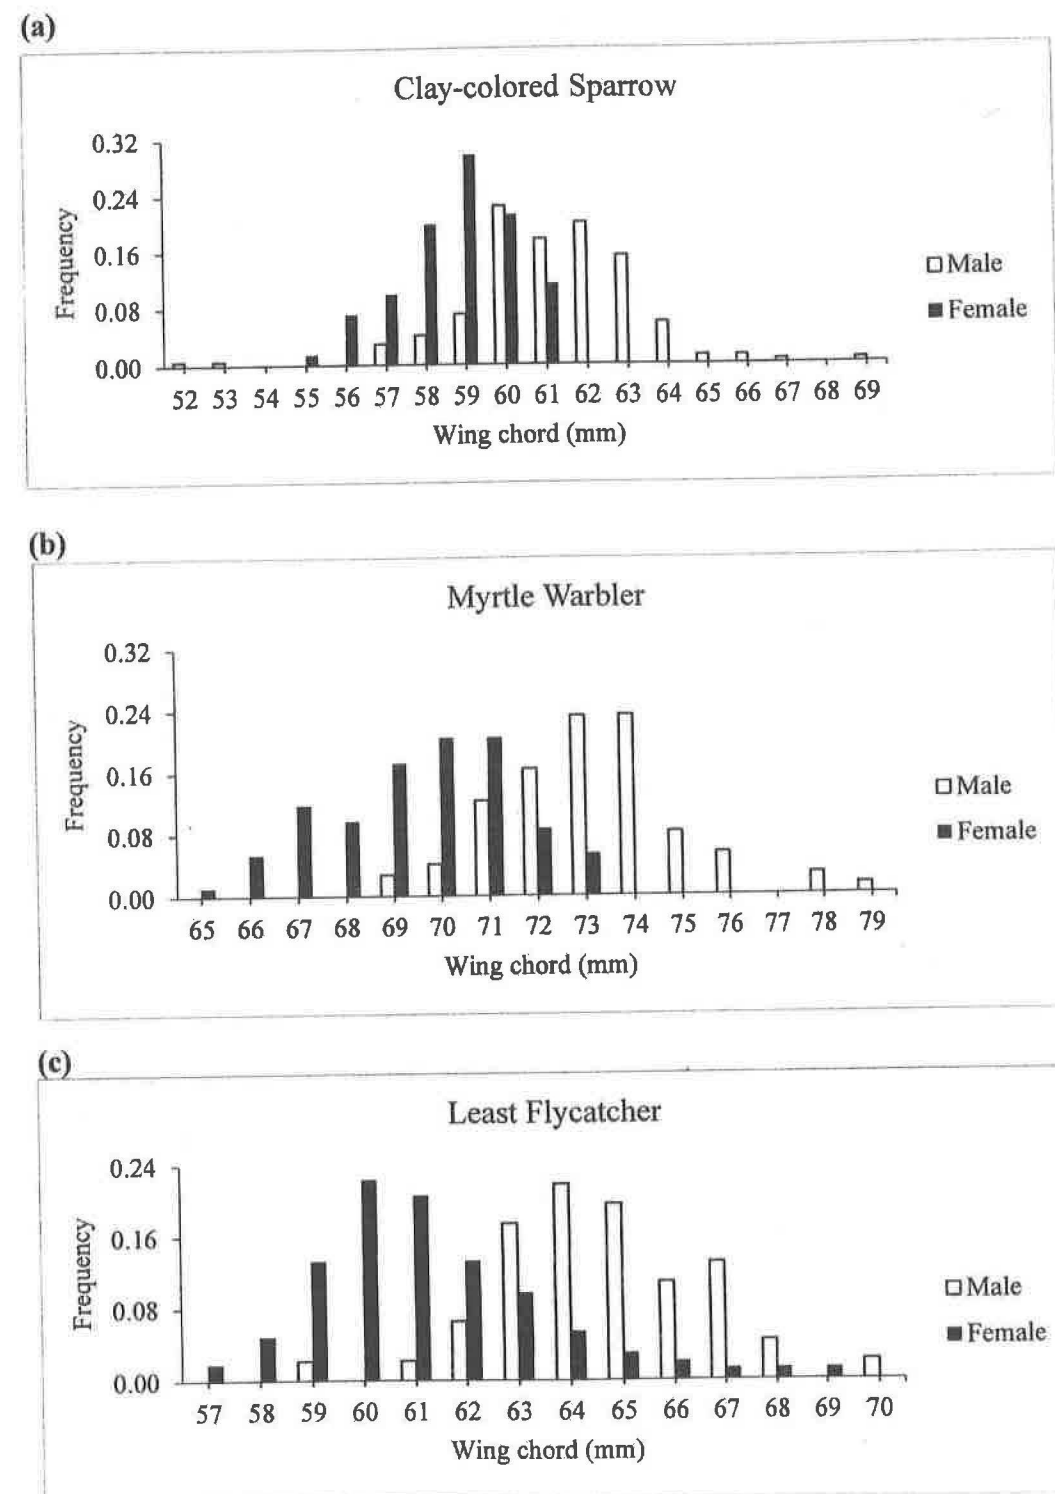 (a)
Clay-colored Sparrow
0.32
0.24
0.16
0.08
0.00
Frequency
52 53 54 55 56 57 58 59 60 61 62 63 64 65 66 67 68 69
Wing chord (mm)
Male
Female
(b)
Myrtle Warbler
0.32
0.24
0.16
0.08
0.00
Frequency
65 66 67 68 69 70 71 72 73 74 75 76 77 78 79
Wing chord (mm)
Male
Female
(c)
Least Flycatcher
0.24
0.16
0.08
0.00
Frequency
57 58 59 60 61 62 63 64 65 66 67 68 69 70
Wing chord (mm)
Male
Female